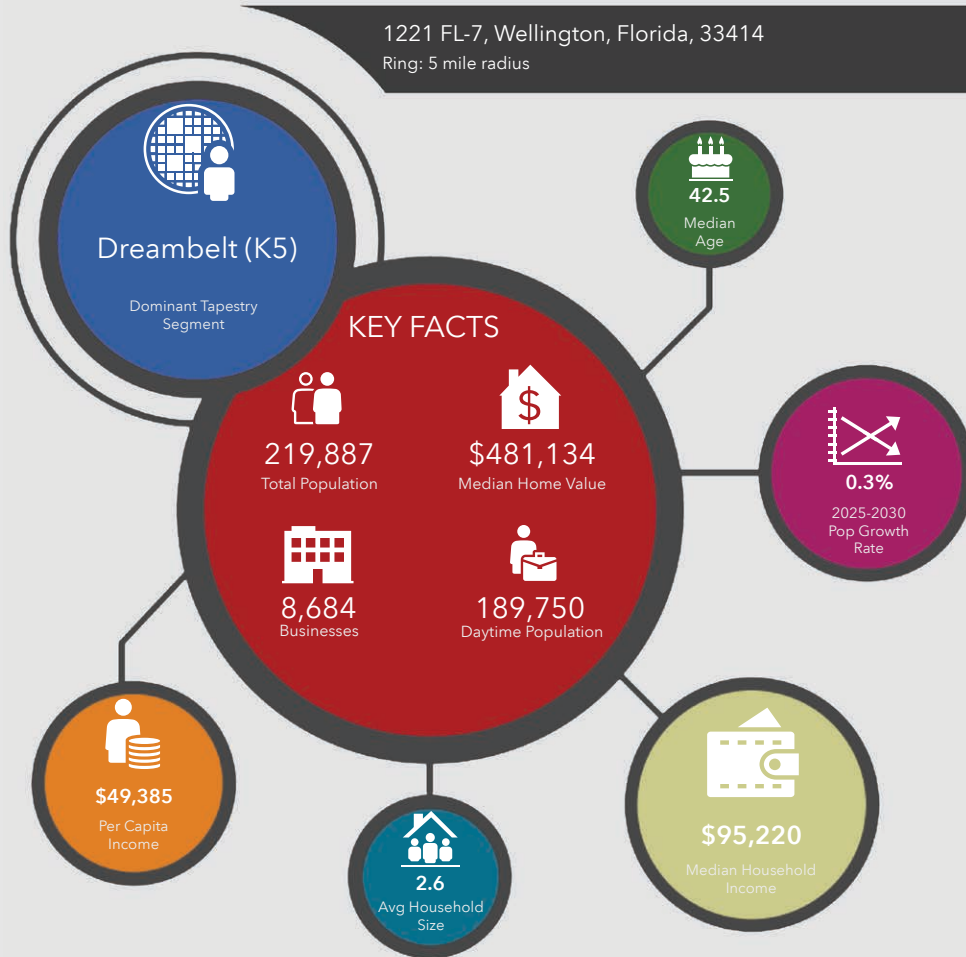 1221 FL-7, Wellington, Florida, 33414
Ring: 5 mile radius
Dreambelt (K5)
Dominant Tapestry
Segment
42.5
Median
Age
KEY FACTS
$
219,887
Total Population
$481,134
Median Home Value
8,684
Businesses
189,750
Daytime Population
0.3%
2025-2030
Pop Growth
Rate
$49,385
Per Capita
Income
2.6
Avg Household
Size
$95,220
Median Household
Income